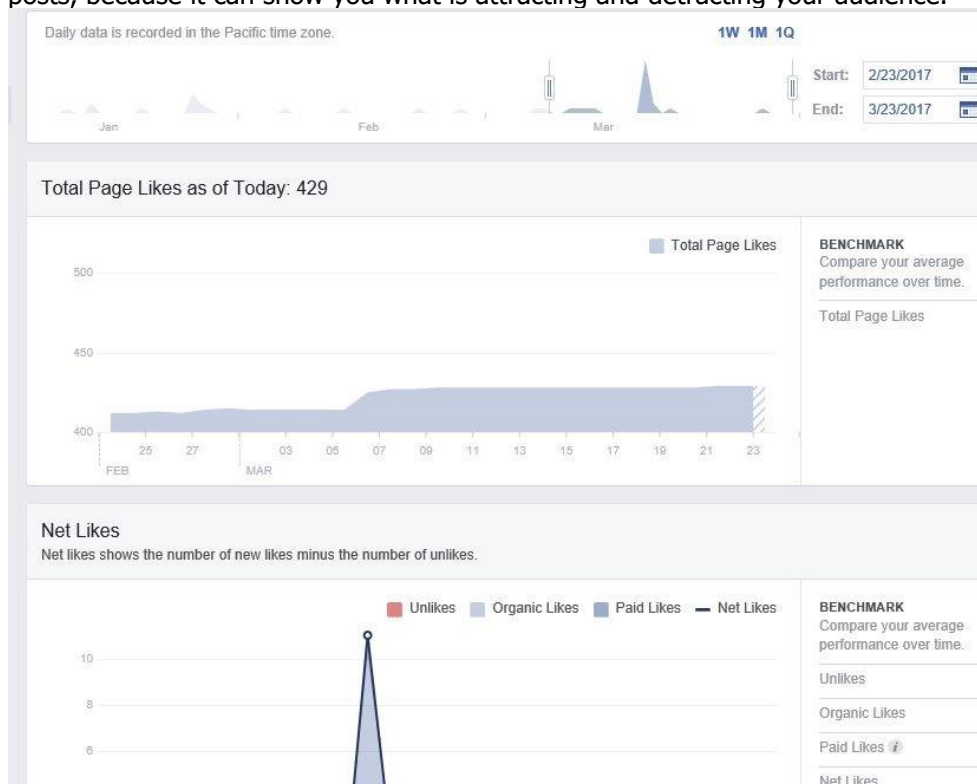 posts, because it can show you what is attracting and detracting your audience.
Daily data is recorded in the Pacific time zone.
1W 1M 1Q
Start: 2/23/2017
End: 3/23/2017
Jan Feb Mar
Total Page Likes as of Today: 429
Total Page Likes
BENCHMARK
Compare your average
performance over time.
Total Page Likes
500
450
400
25 27 03 05 07 09 11 13 15 17 19 21 23
FEB MAR
Net Likes
Net likes shows the number of new likes minus the number of unlikes.
Unlikes Organic Likes Paid Likes Net Likes
BENCHMARK
Compare your average
performance over time.
Unlikes
Organic Likes
Paid Likes i
Net Likes
10
8
6